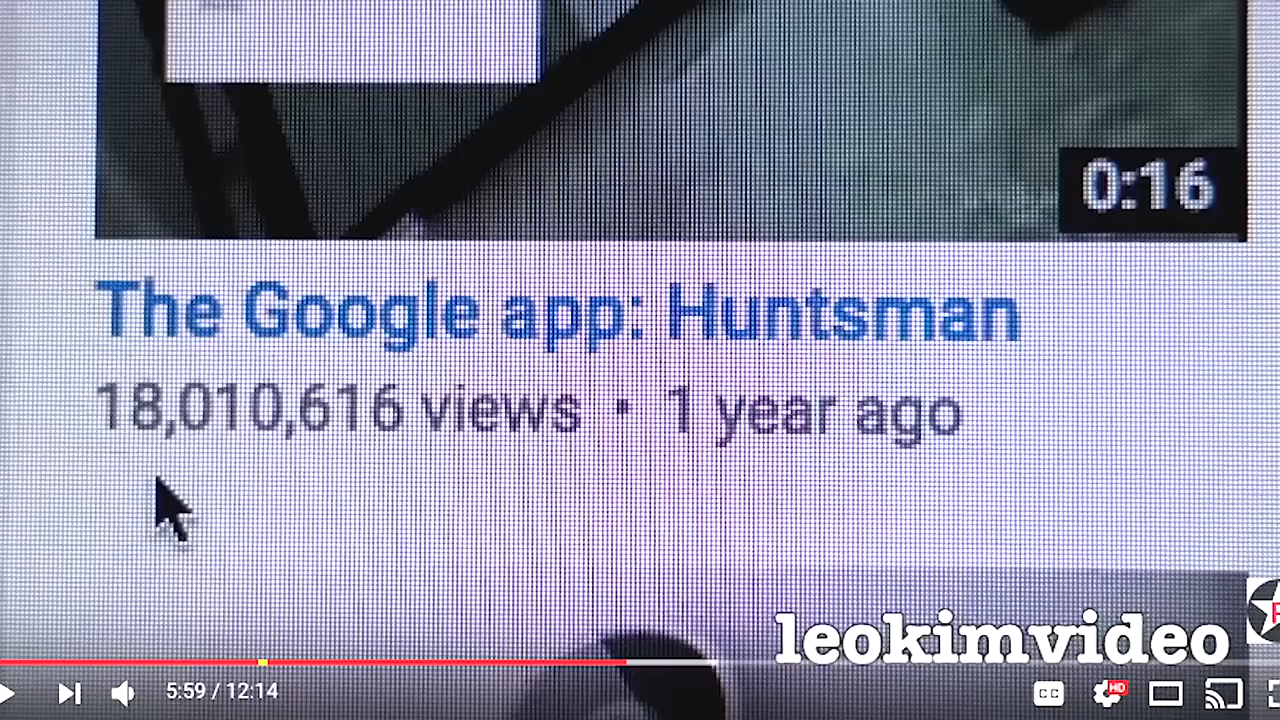 0:16
The Google app: Huntsman
18,010,616 views · 1 year ago
leokimvideo
5:59 / 12:14
CC
HD